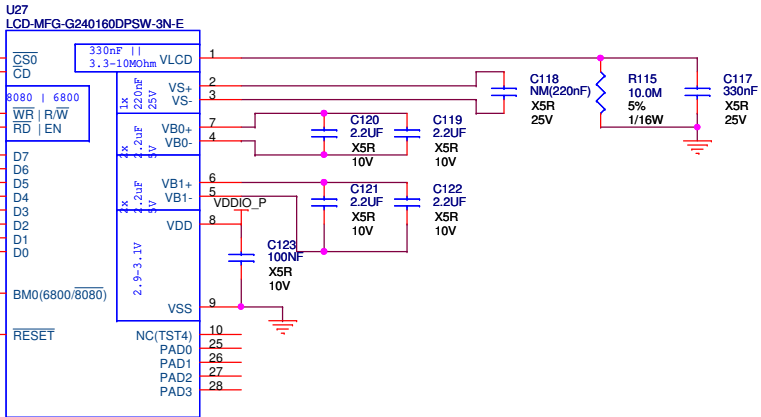 U27
LCD-MFG-G240160DPSW-3N-E
CS0
CD
8080 | 6800
WR | R/W
RD | EN
D7
D6
D5
D4
D3
D2
D1
D0
BM0(6800/8080)
RESET
330nF ||
3.3-10MOhm
VLCD
1
1x
220nF
25V
VS+
2
VS-
3
2x
2.2uF
5V
VB0+
7
VB0-
4
2x
2.2uF
5V
VB1+
6
VB1-
5
VDDIO_P
VDD
8
2.9-3.1V
VSS
9
NC(TST4)
10
PAD0
25
PAD1
26
PAD2
27
PAD3
28
C118
NM(220nF)
X5R
25V
R115
10.0M
5%
1/16W
C117
330nF
X5R
25V
C120
2.2UF
X5R
10V
C119
2.2UF
X5R
10V
C121
2.2UF
X5R
10V
C122
2.2UF
X5R
10V
C123
100NF
X5R
10V